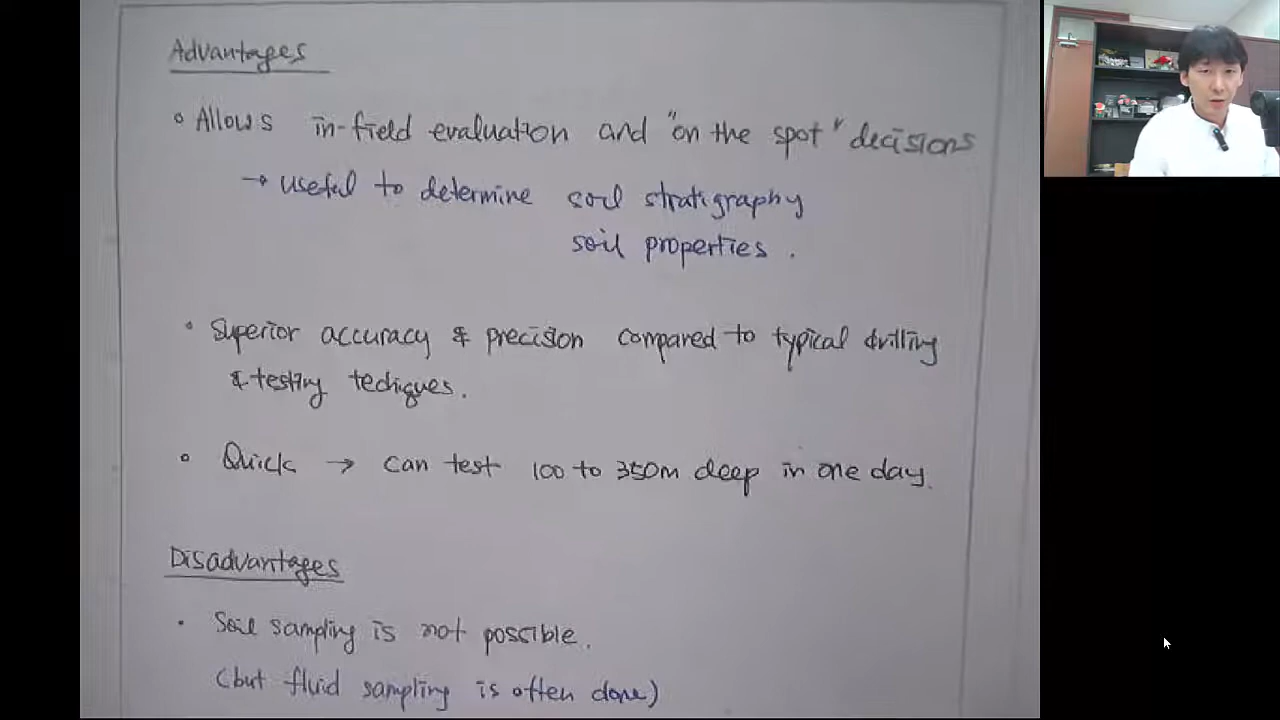 Advantages
• Allows in-field evaluation and "on the spot" decisions
→ useful to determine soil stratigraphy
soil properties.
• Superior accuracy & precision compared to typical drilling
& testing techiques.
• Quick → can test 100 to 350m deep in one day.
Disadvantages
• Soil sampling is not possible.
(but fluid sampling is often done)